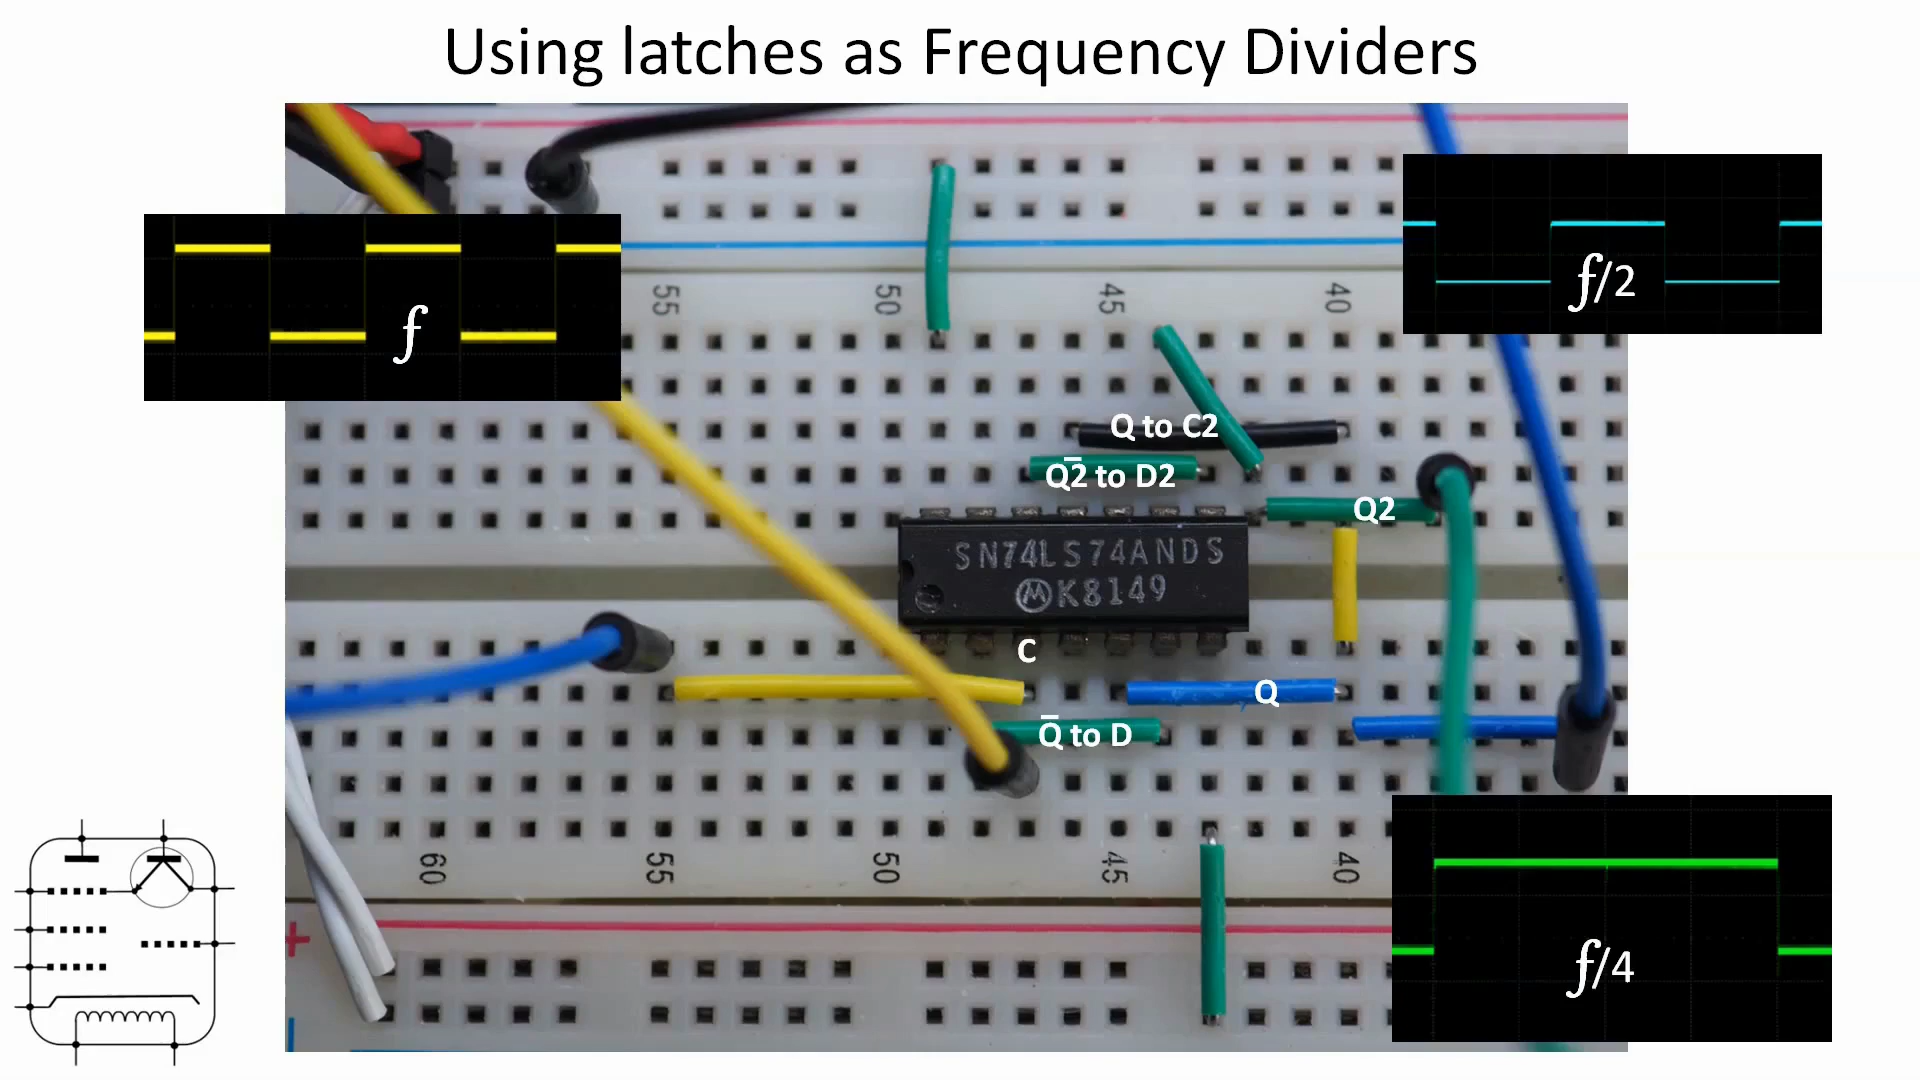 Using latches as Frequency Dividers
f
f/2
55
50
45
40
Q to C2
Q̅2 to D2
Q2
SN74LS74ANDS
M K8149
C
Q
Q̅ to D
60
55
50
45
40
+
f/4